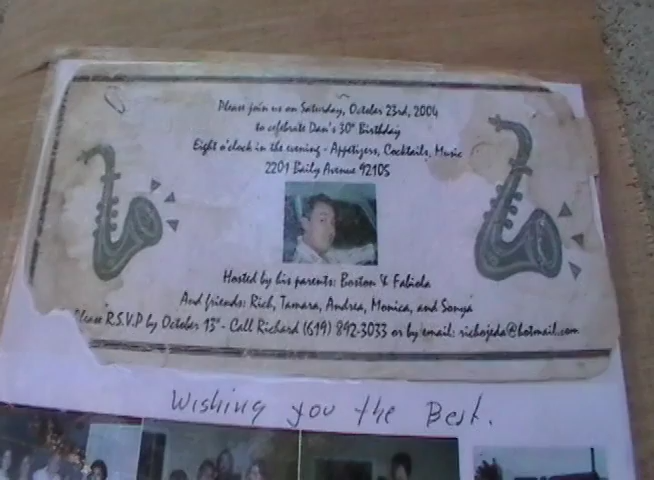 Please join us on Saturday, October 23rd, 2004
to celebrate Dan's 30th Birthday
Eight o'clock in the evening - Appetizers, Cocktails, Music
2201 Baily Avenue 92105
Hosted by his parents: Boston & Fabiola
And friends: Rich, Tamara, Andrea, Monica, and Sonya
Please R.S.V.P by October 13th - Call Richard (619) 892-3033 or by email: richojeda@hotmail.com
Wishing you the Best.